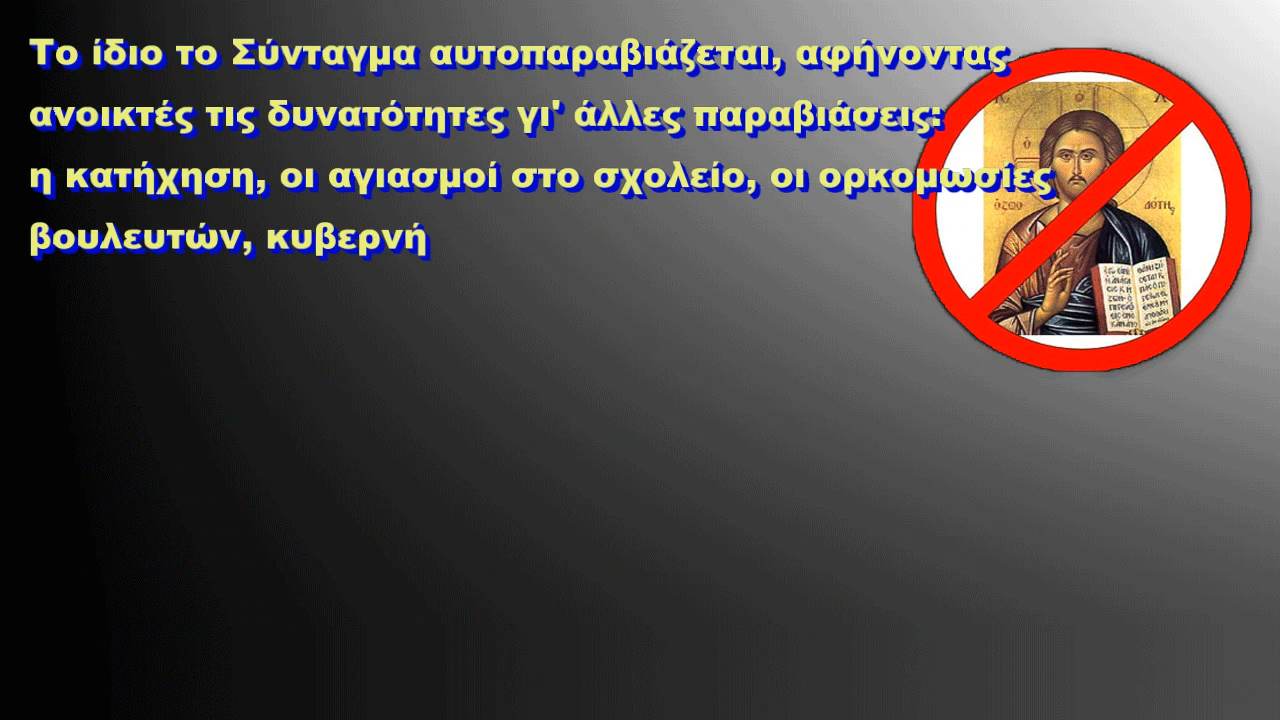 Το ίδιο το Σύνταγμα αυτοπαραβιάζεται, αφήνοντας
ανοικτές τις δυνατότητες γι' άλλες παραβιάσεις:
η κατήχηση, οι αγιασμοί στο σχολείο, οι ορκομωσίες
βουλευτών, κυβερνή